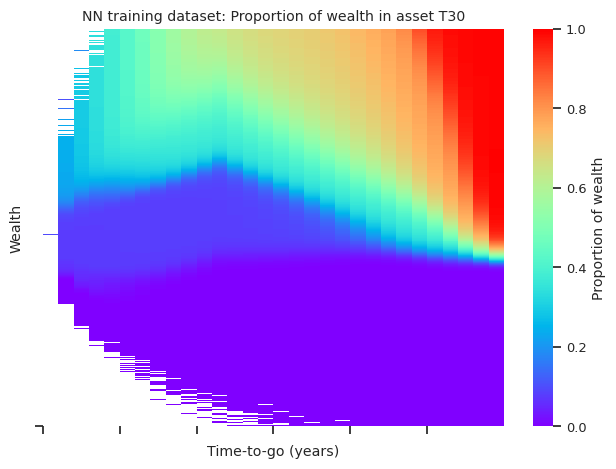 NN training dataset: Proportion of wealth in asset T30
Wealth
Time-to-go (years)
1.0
0.8
0.6
0.4
0.2
0.0
Proportion of wealth